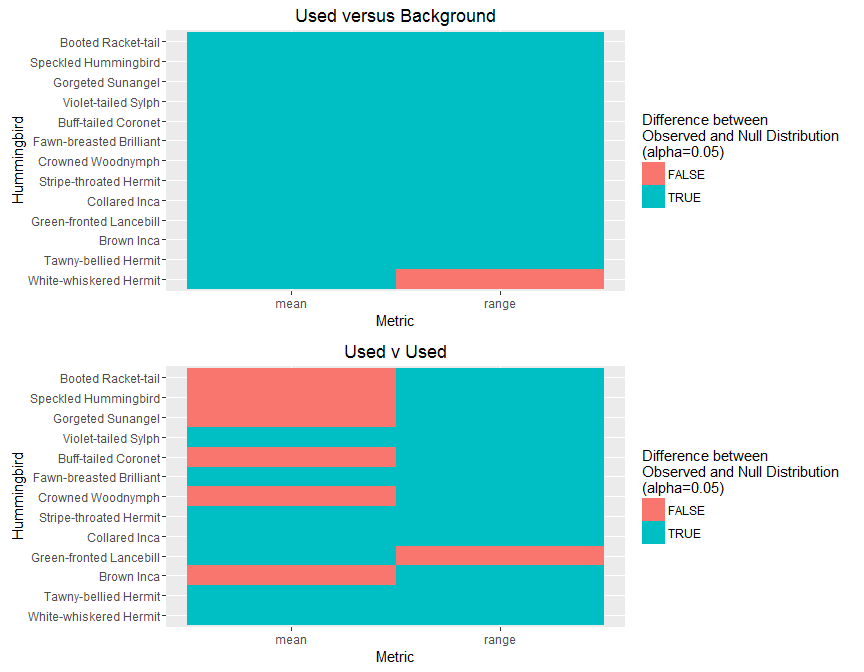 Used versus Background
Hummingbird
Booted Racket-tail
Speckled Hummingbird
Gorgeted Sunangel
Violet-tailed Sylph
Buff-tailed Coronet
Fawn-breasted Brilliant
Crowned Woodnymph
Stripe-throated Hermit
Collared Inca
Green-fronted Lancebill
Brown Inca
Tawny-bellied Hermit
White-whiskered Hermit
mean
range
Metric
Difference between
Observed and Null Distribution
(alpha=0.05)
FALSE
TRUE
Used v Used
Hummingbird
Booted Racket-tail
Speckled Hummingbird
Gorgeted Sunangel
Violet-tailed Sylph
Buff-tailed Coronet
Fawn-breasted Brilliant
Crowned Woodnymph
Stripe-throated Hermit
Collared Inca
Green-fronted Lancebill
Brown Inca
Tawny-bellied Hermit
White-whiskered Hermit
mean
range
Metric
Difference between
Observed and Null Distribution
(alpha=0.05)
FALSE
TRUE